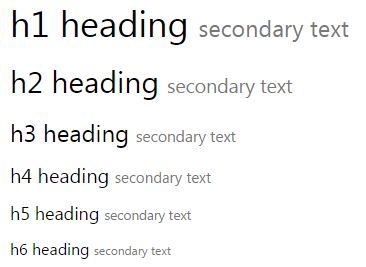 h1 heading secondary text
h2 heading secondary text
h3 heading secondary text
h4 heading secondary text
h5 heading secondary text
h6 heading secondary text